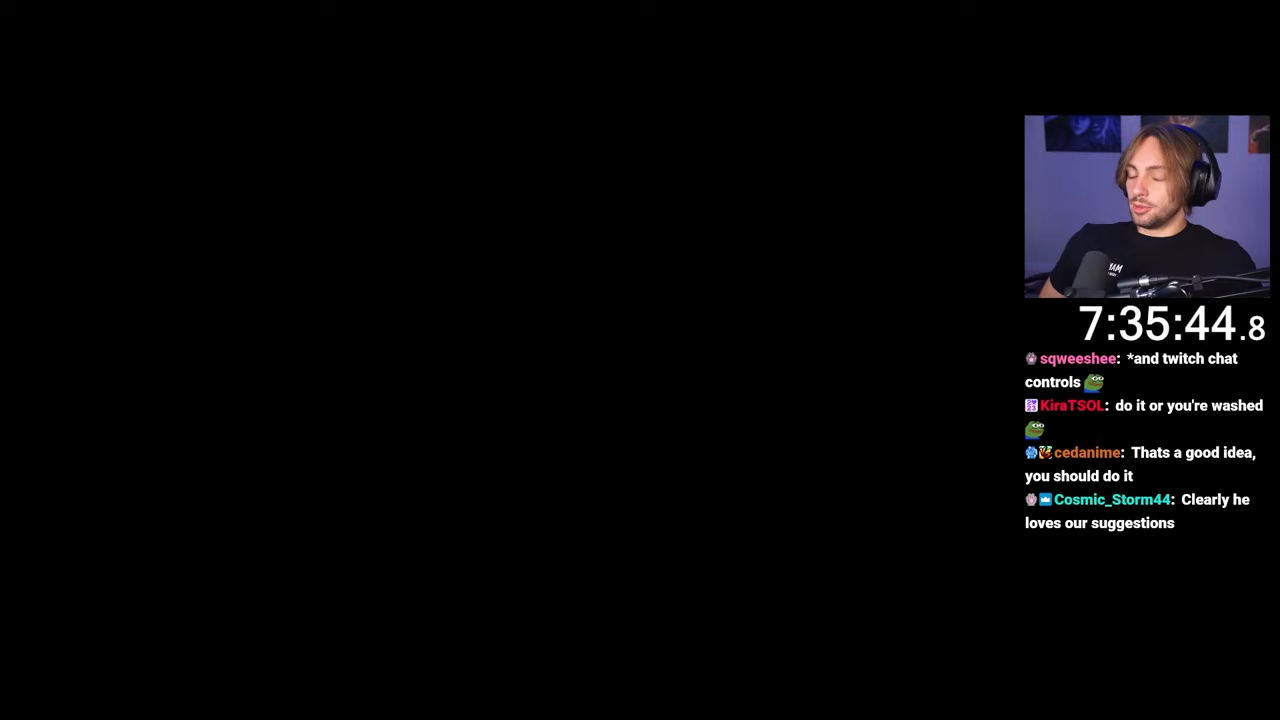 7:35:44.8
sqweeshee: *and twitch chat
controls
KiraTSOL: do it or you're washed
cedanime: Thats a good idea,
you should do it
Cosmic_Storm44: Clearly he
loves our suggestions